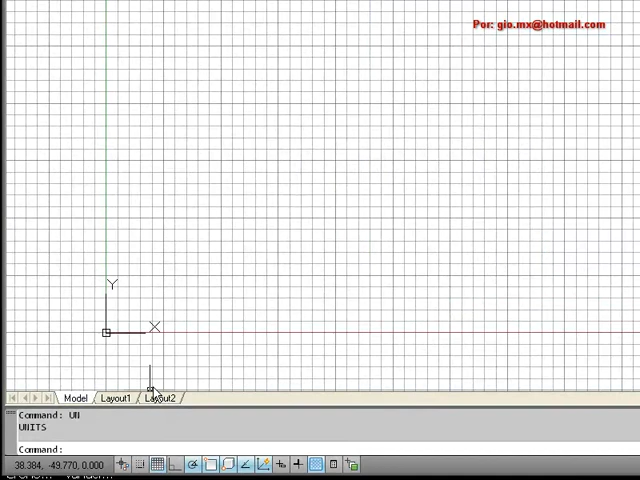 Por: gio.mx@hotmail.com
Y
X
Model Layout1 Layout2
Command: UN
UNITS
Command:
38.384, -49.770, 0.000